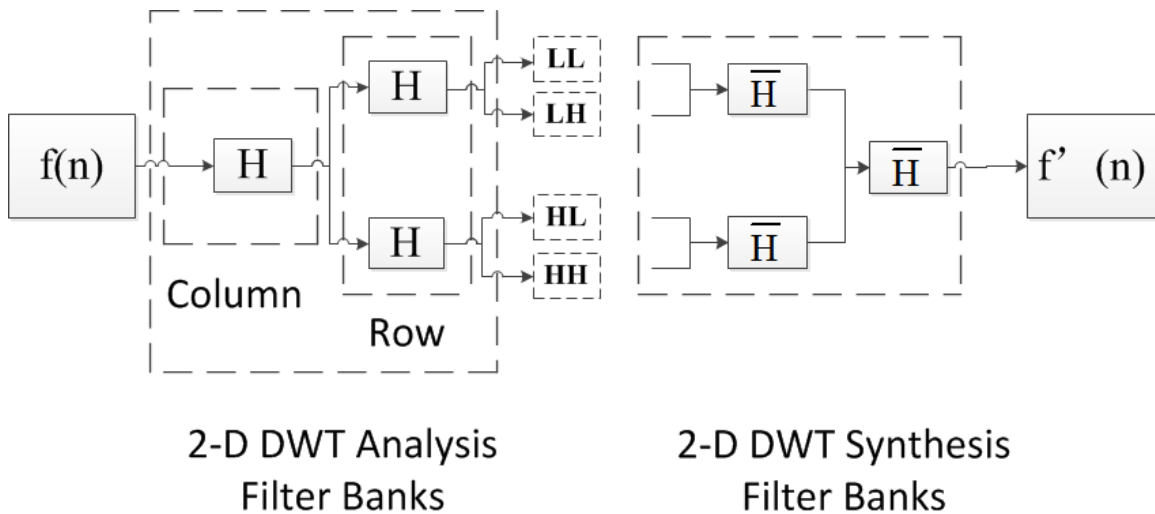 f(n)
H
Column
H
H
Row
LL
LH
HL
HH
H̅
H̅
H̅
f’ (n)
2-D DWT Analysis
Filter Banks
2-D DWT Synthesis
Filter Banks